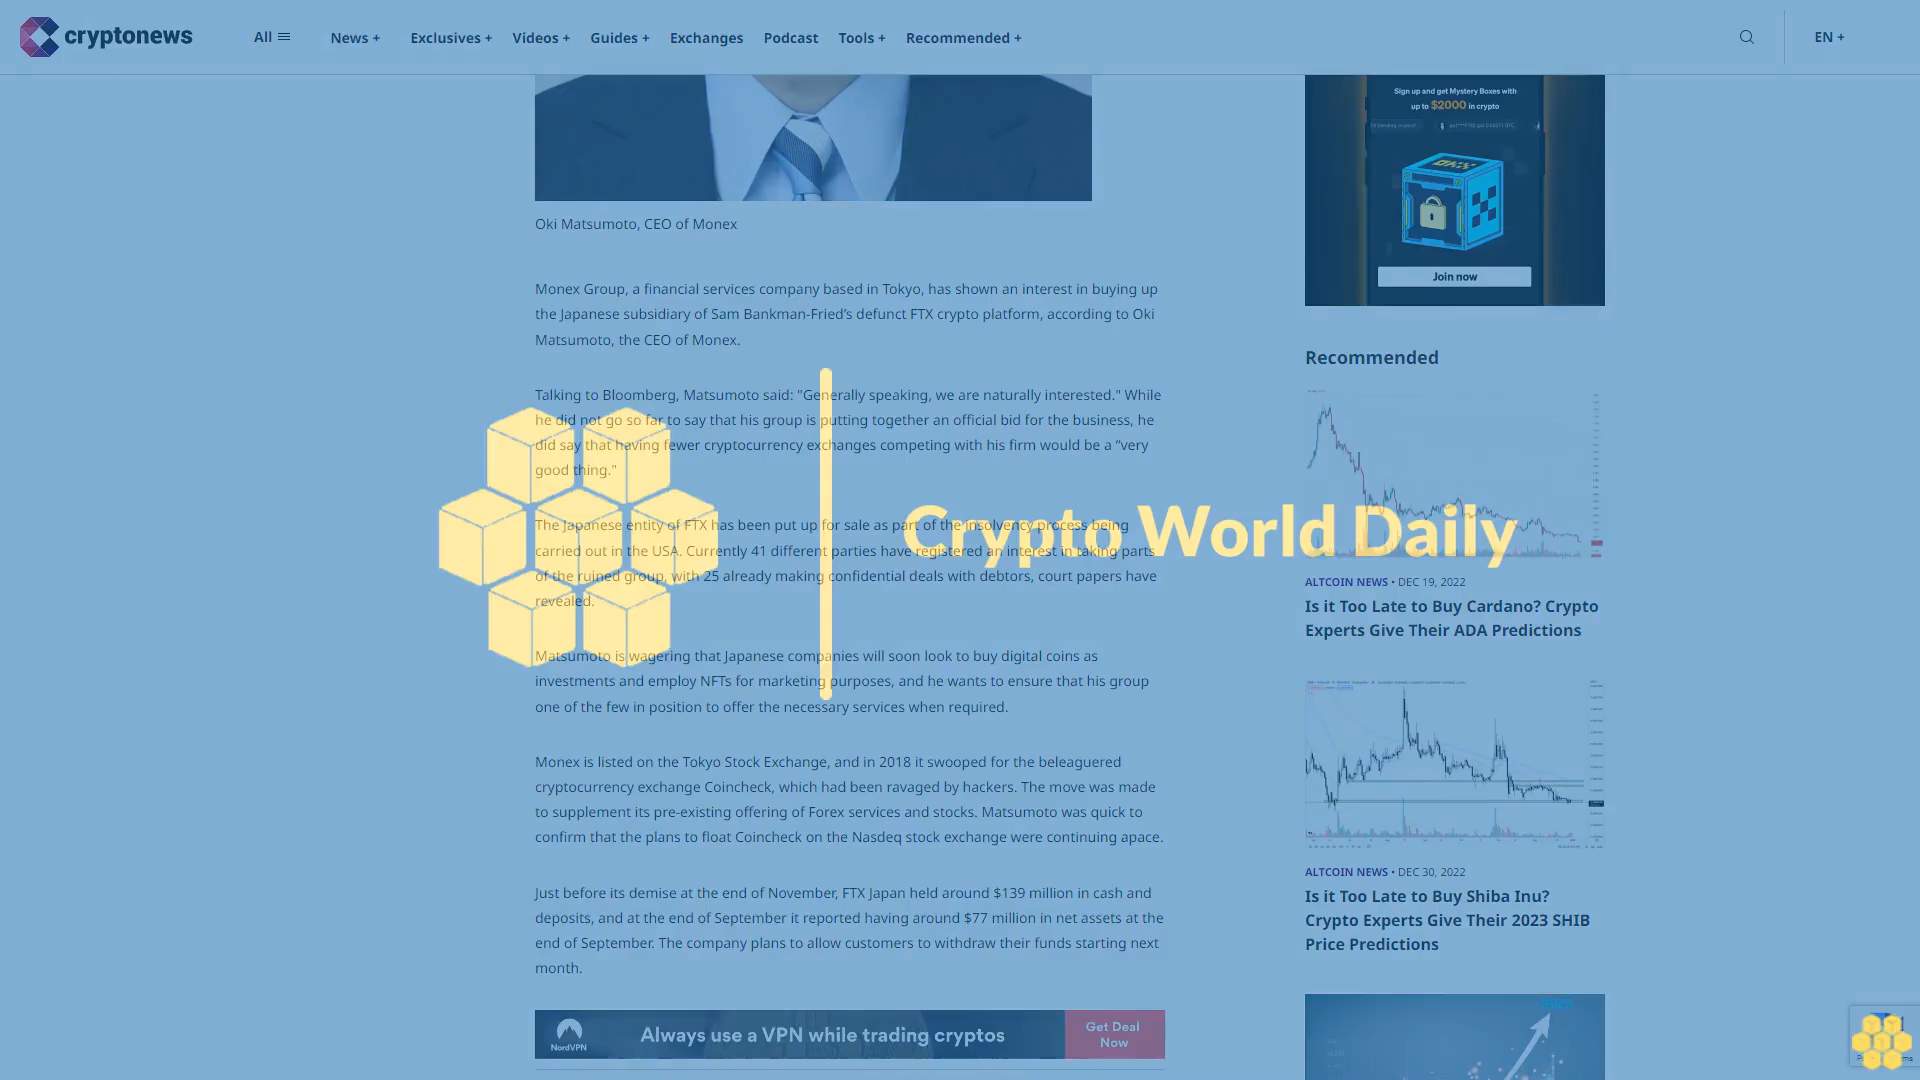 cryptonews
All
News +
Exclusives +
Videos +
Guides +
Exchanges
Podcast
Tools +
Recommended +
EN +
Oki Matsumoto, CEO of Monex
Monex Group, a financial services company based in Tokyo, has shown an interest in buying up
the Japanese subsidiary of Sam Bankman-Fried’s defunct FTX crypto platform, according to Oki
Matsumoto, the CEO of Monex.
Talking to Bloomberg, Matsumoto said: "Generally speaking, we are naturally interested." While
he did not go so far to say that his group is putting together an official bid for the business, he
did say that having fewer cryptocurrency exchanges competing with his firm would be a “very
good thing."
The Japanese entity of FTX has been put up for sale as part of the insolvency process being
carried out in the USA. Currently 41 different parties have registered an interest in taking parts
of the ruined group, with 25 already making confidential deals with debtors, court papers have
revealed.
Matsumoto is wagering that Japanese companies will soon look to buy digital coins as
investments and employ NFTs for marketing purposes, and he wants to ensure that his group
one of the few in position to offer the necessary services when required.
Monex is listed on the Tokyo Stock Exchange, and in 2018 it swooped for the beleaguered
cryptocurrency exchange Coincheck, which had been ravaged by hackers. The move was made
to supplement its pre-existing offering of Forex services and stocks. Matsumoto was quick to
confirm that the plans to float Coincheck on the Nasdeq stock exchange were continuing apace.
Just before its demise at the end of November, FTX Japan held around $139 million in cash and
deposits, and at the end of September it reported having around $77 million in net assets at the
end of September. The company plans to allow customers to withdraw their funds starting next
month.
NordVPN
Always use a VPN while trading cryptos
Get Deal
Now
Crypto World Daily
Sign up and get Mystery Boxes with
up to $2000 in crypto
Join now
Recommended
ALTCOIN NEWS • DEC 19, 2022
Is it Too Late to Buy Cardano? Crypto
Experts Give Their ADA Predictions
ALTCOIN NEWS • DEC 30, 2022
Is it Too Late to Buy Shiba Inu?
Crypto Experts Give Their 2023 SHIB
Price Predictions